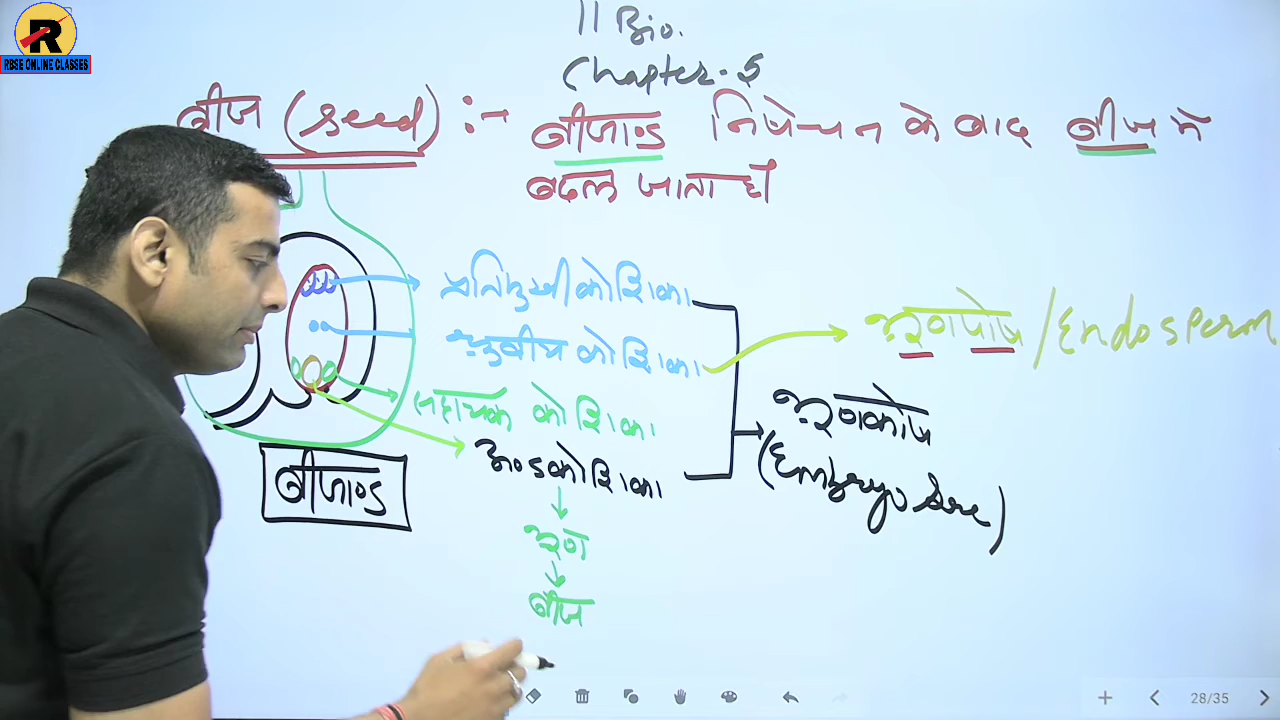 R
RBSE ONLINE CLASSES
11 Bio.
Chapter-5
बीज (seed) :- बीजाण्ड निषेचन के बाद बीज में
बदल जाता है।
प्रतिमुखी कोशिका
ध्रुवीय कोशिका
भ्रूणपोष / Endosperm
सहायक कोशिका
भ्रूणकोष
अण्डकोशिका
(Embryo
बीजाण्ड
भ्रूण
बीज
28/35